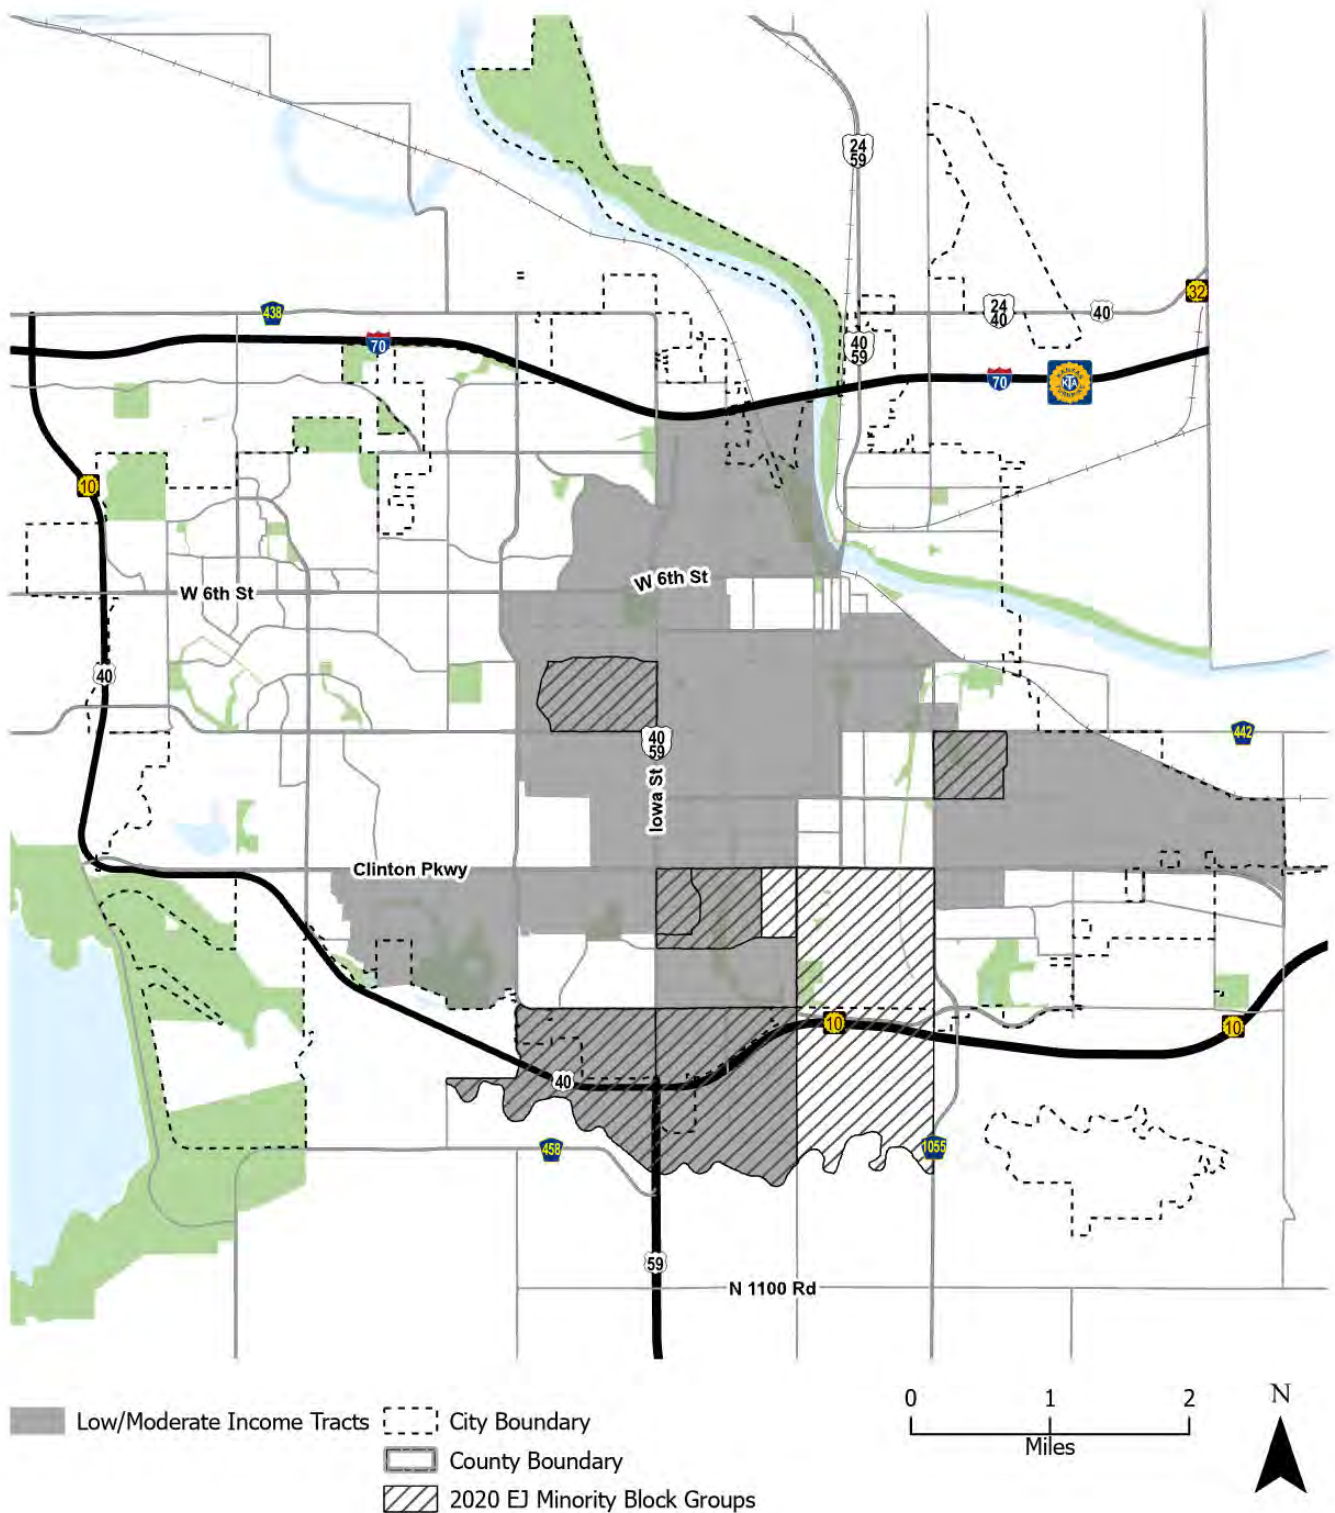 24
59
32
438
24
40
40
70
40
59
70
KTA
10
W 6th St
W 6th St
40
40
59
442
Iowa St
Clinton Pkwy
10
10
40
458
1055
59
N 1100 Rd
0 1 2
Miles
N
Low/Moderate Income Tracts
City Boundary
County Boundary
2020 EJ Minority Block Groups